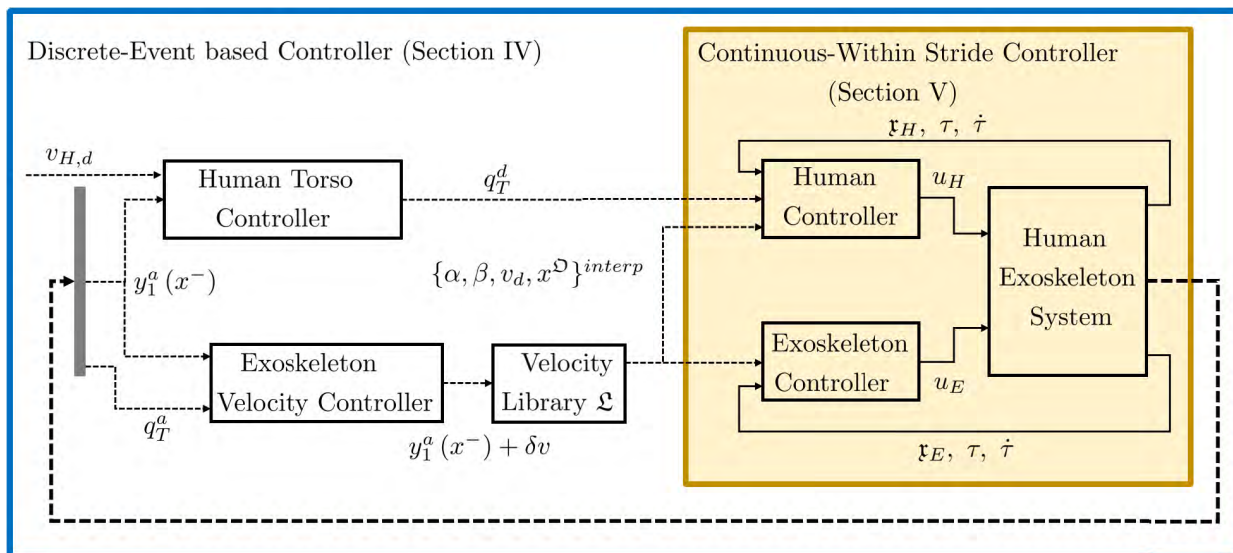 Discrete-Event based Controller (Section IV)
Continuous-Within Stride Controller
(Section V)
𝔵_H, τ, τ̇
v_{H,d}
Human Torso
Controller
q_T^d
Human
Controller
u_H
Human
Exoskeleton
System
y_1^a (x^-)
{α, β, v_d, x^𝔒}^{interp}
Exoskeleton
Velocity Controller
Velocity
Library 𝔏
Exoskeleton
Controller
u_E
q_T^a
y_1^a (x^-) + δv
𝔵_E, τ, τ̇